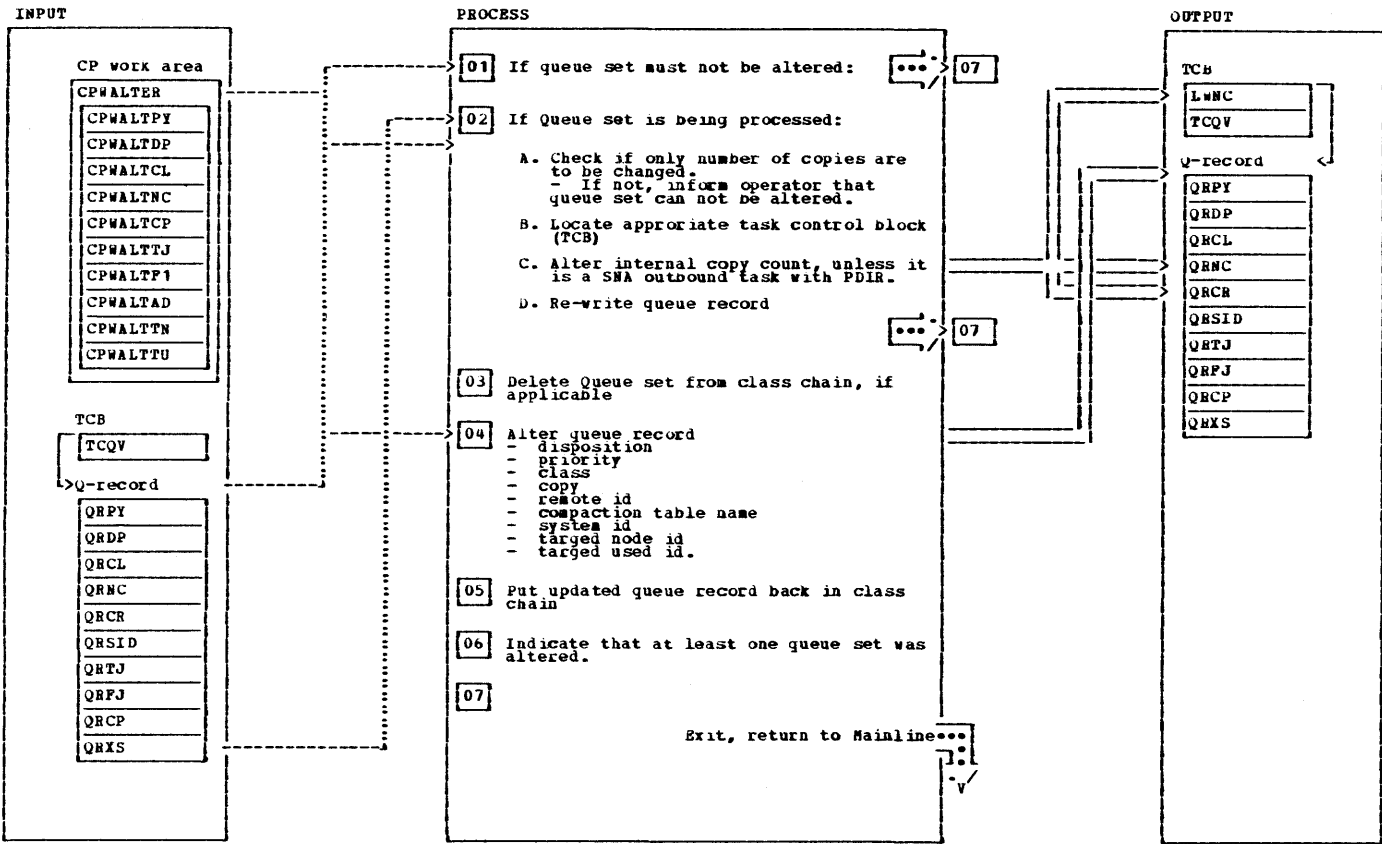 INPUT
CP work area
CPWALTER
CPWALTPY
CPWALTDP
CPWALTCL
CPWALTNC
CPWALTCP
CPWALTTJ
CPWALTF1
CPWALTAD
CPWALTTN
CPWALTTU
TCB
TCQV
Q-record
QRPY
QRDP
QRCL
QRNC
QRCR
QRSID
QRTJ
QRFJ
QRCP
QRXS
PROCESS
01 If queue set must not be altered: 07
02 If Queue set is being processed:
A. Check if only number of copies are
to be changed.
- If not, inform operator that
queue set can not be altered.
B. Locate approriate task control block
(TCB)
C. Alter internal copy count, unless it
is a SNA outbound task with PDIR.
D. Re-write queue record
07
03 Delete Queue set from class chain, if
applicable
04 Alter queue record
- disposition
- priority
- class
- copy
- remote id
- compaction table name
- system id
- targed node id
- targed used id.
05 Put updated queue record back in class
chain
06 Indicate that at least one queue set was
altered.
07
Exit, return to Mainline
OUTPUT
TCB
LWNC
TCQV
Q-record
QRPY
QRDP
QRCL
QRNC
QRCR
QRSID
QRTJ
QRFJ
QRCP
QRXS